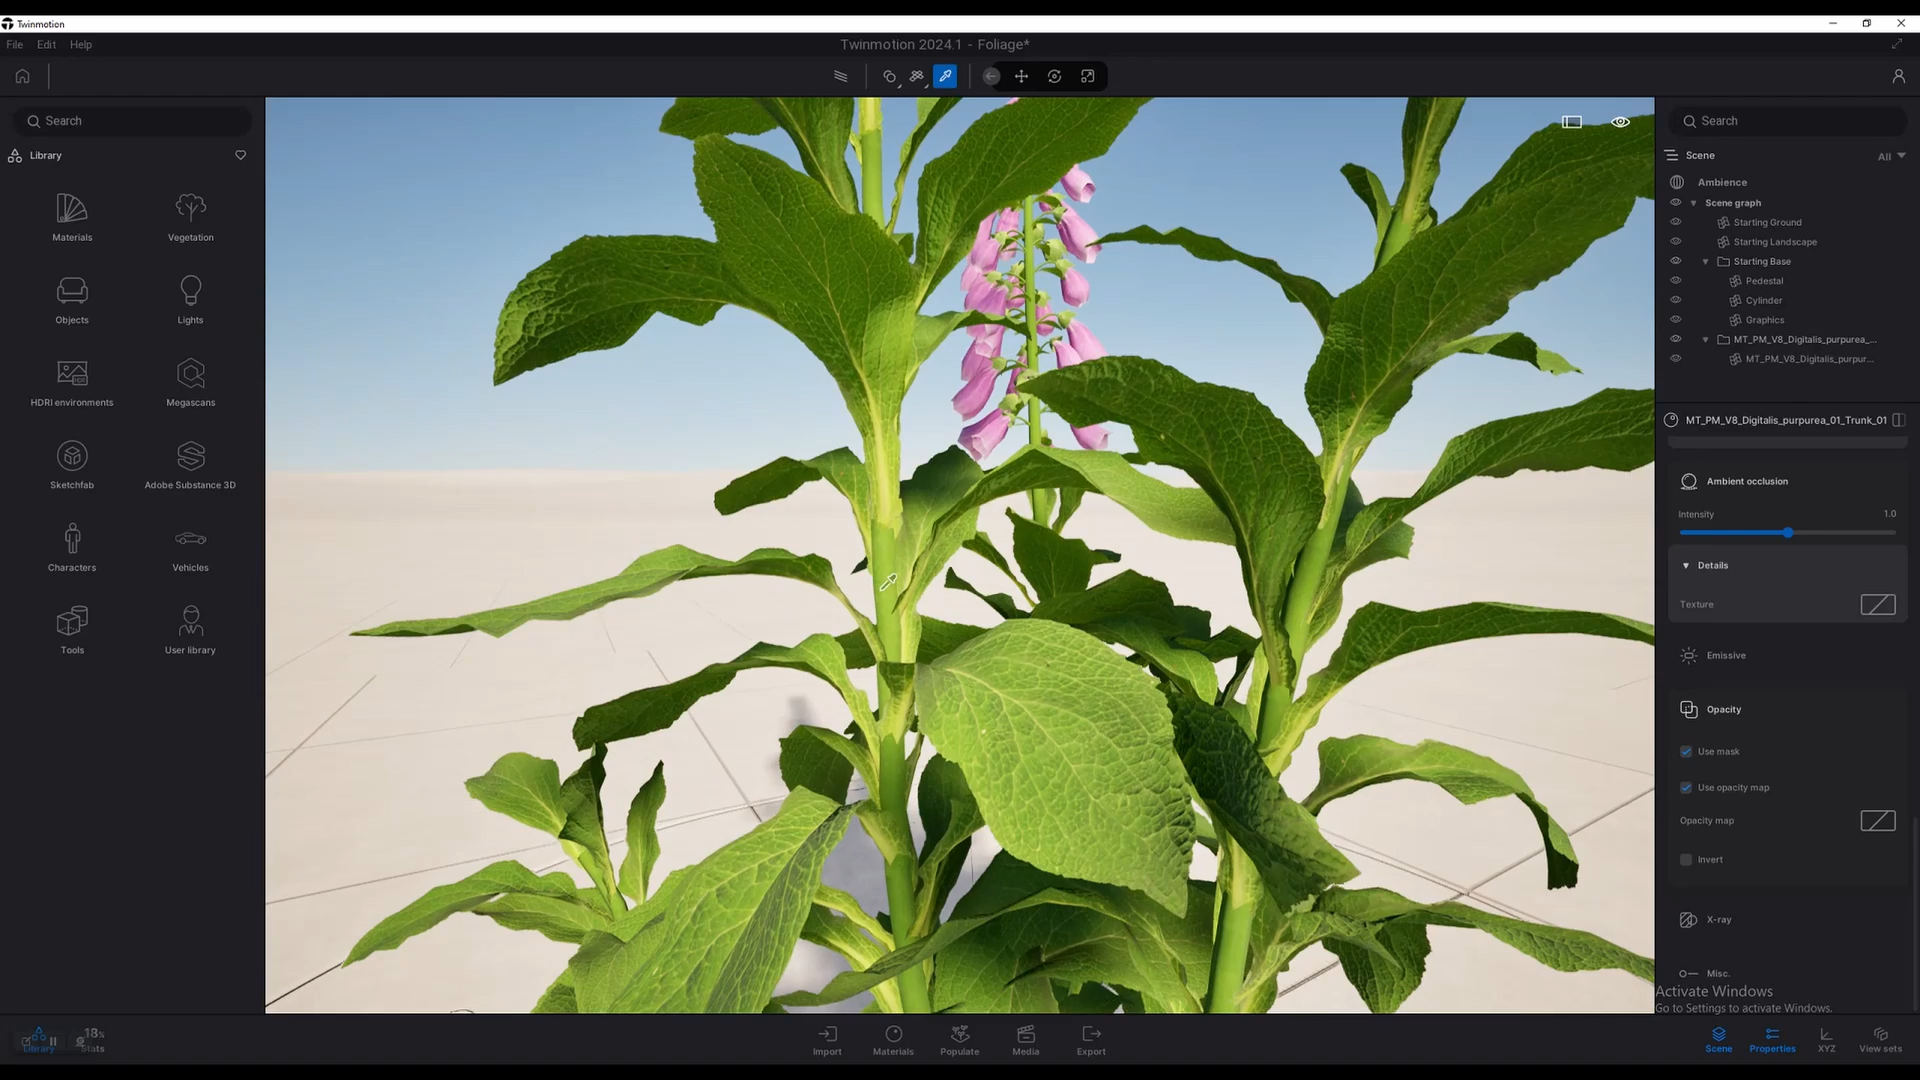 Twinmotion
File Edit Help
Twinmotion 2024.1 - Foliage*
Search
Library
Materials
Vegetation
Objects
Lights
HDRI environments
Megascans
Sketchfab
Adobe Substance 3D
Characters
Vehicles
Tools
User library
Search
Scene
All
Ambience
Scene graph
Starting Ground
Starting Landscape
Starting Base
Pedestal
Cylinder
Graphics
MT_PM_V8_Digitalis_purpurea_...
MT_PM_V8_Digitalis_purpur...
MT_PM_V8_Digitalis_purpurea_01_Trunk_01
Ambient occlusion
Intensity 1.0
Details
Texture
Emissive
Opacity
Use mask
Use opacity map
Opacity map
Invert
X-ray
Misc.
Activate Windows
Go to Settings to activate Windows.
Library
18%
Stats
Import
Materials
Populate
Media
Export
Scene
Properties
XYZ
View sets